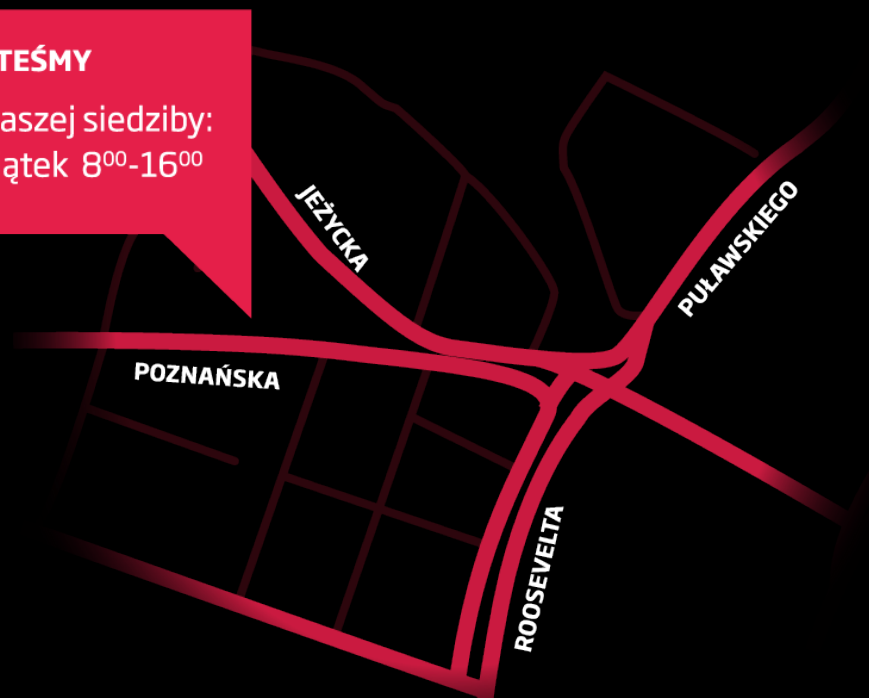 TEŚMY
aszej siedziby:
ątek 8⁰⁰-16⁰⁰
JEŻYCKA
PUŁAWSKIEGO
POZNAŃSKA
ROOSEVELTA